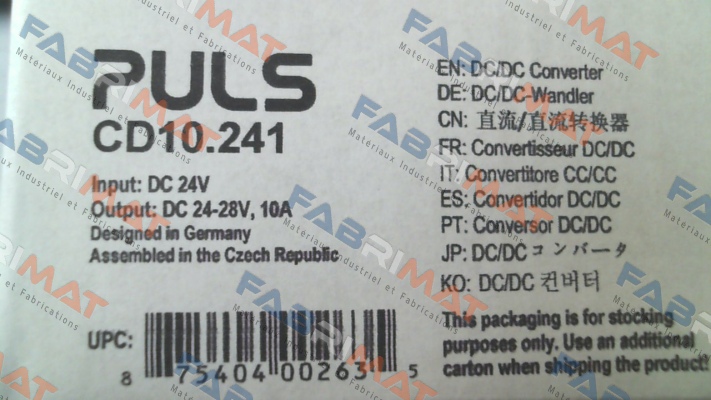 PULS
CD10.241
Input: DC 24V
Output: DC 24-28V, 10A
Designed in Germany
Assembled in the Czech Republic
UPC:
8 75404 00263 5
EN: DC/DC Converter
DE: DC/DC-Wandler
CN: 直流/直流转换器
FR: Convertisseur DC/DC
IT: Convertitore CC/CC
ES: Convertidor DC/DC
PT: Conversor DC/DC
JP: DC/DC コンバータ
KO: DC/DC 컨버터
This packaging is for stocking
purposes only. Use an additional
carton when shipping the product!
FABRIMAT
Materiaux Industriel et Fabrications